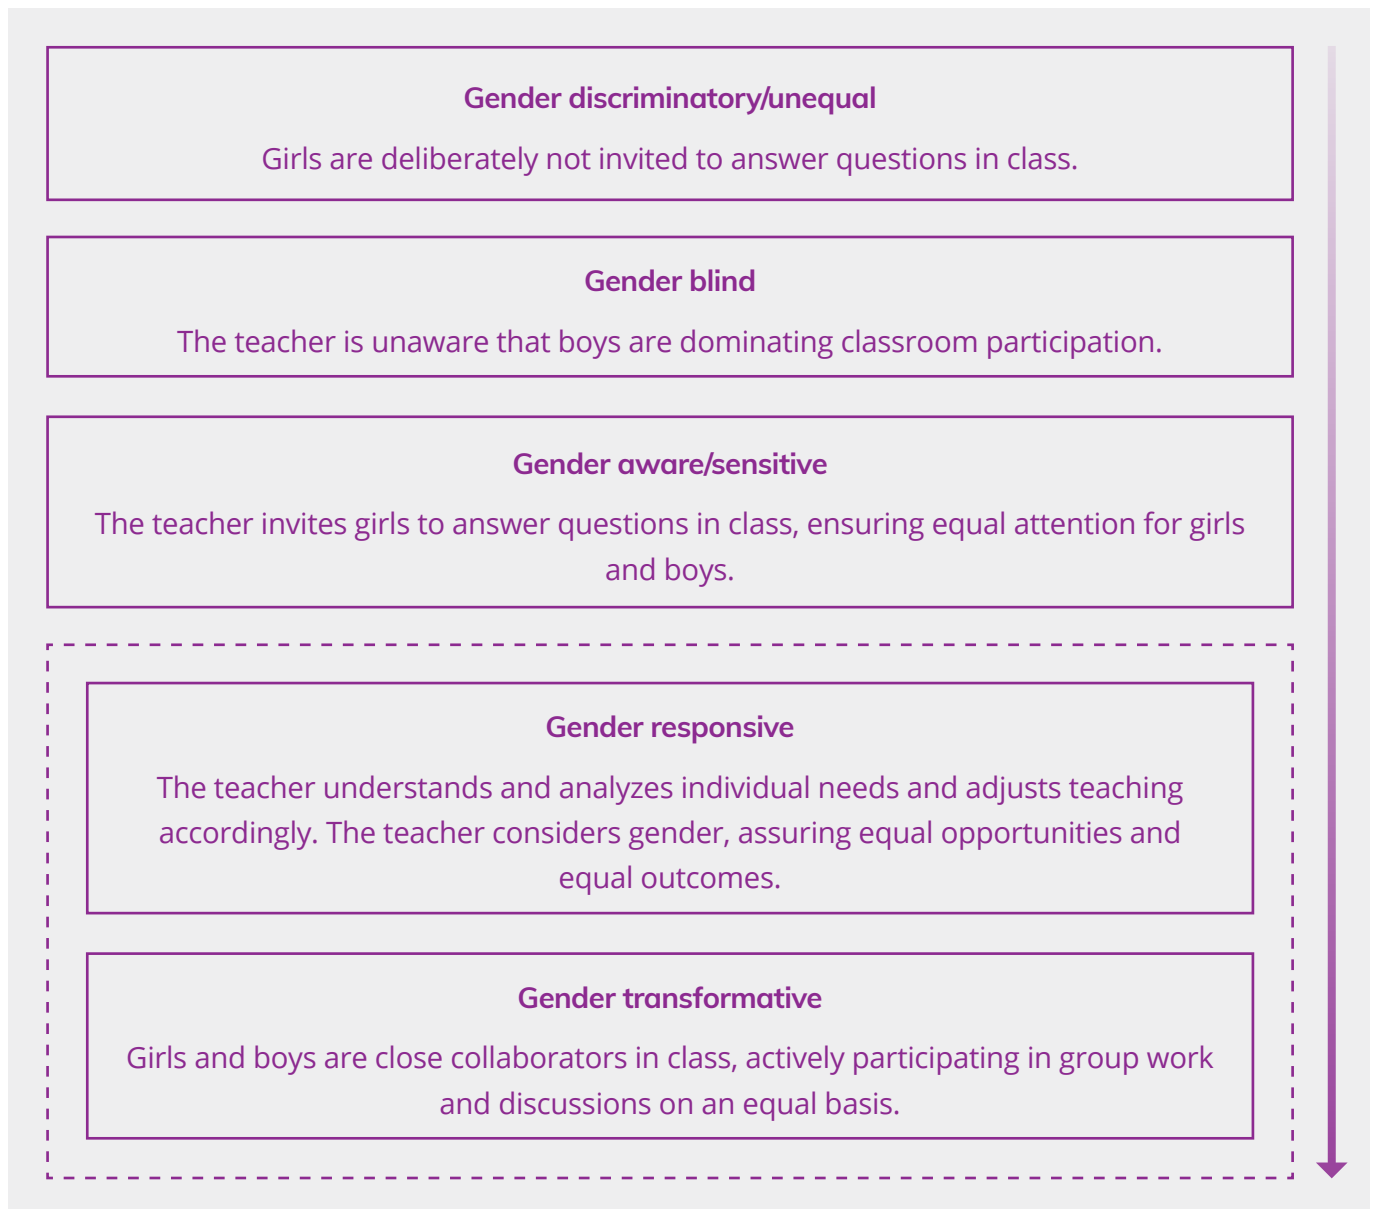 Gender discriminatory/unequal
Girls are deliberately not invited to answer questions in class.
Gender blind
The teacher is unaware that boys are dominating classroom participation.
Gender aware/sensitive
The teacher invites girls to answer questions in class, ensuring equal attention for girls
and boys.
Gender responsive
The teacher understands and analyzes individual needs and adjusts teaching
accordingly. The teacher considers gender, assuring equal opportunities and
equal outcomes.
Gender transformative
Girls and boys are close collaborators in class, actively participating in group work
and discussions on an equal basis.